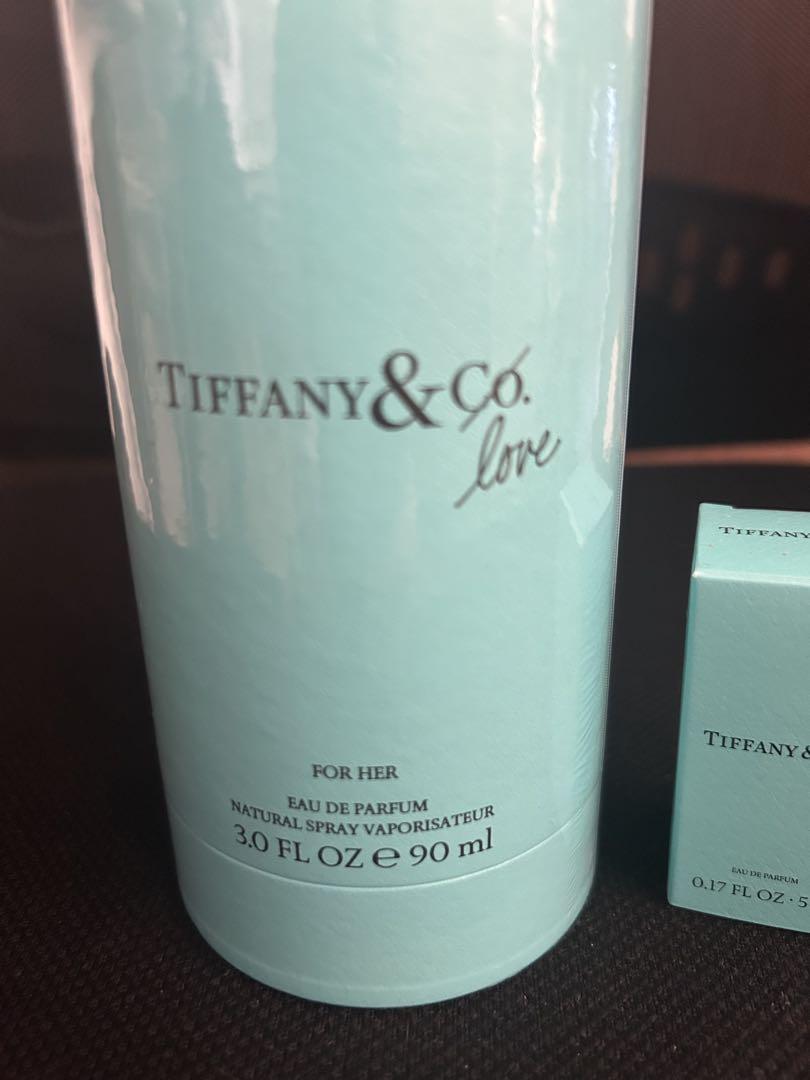 TIFFANY & Co.
love
FOR HER
EAU DE PARFUM
NATURAL SPRAY VAPORISATEUR
3.0 FL OZ e 90 ml
TIFFANY
TIFFANY &
EAU DE PARFUM
0.17 FL OZ · 5